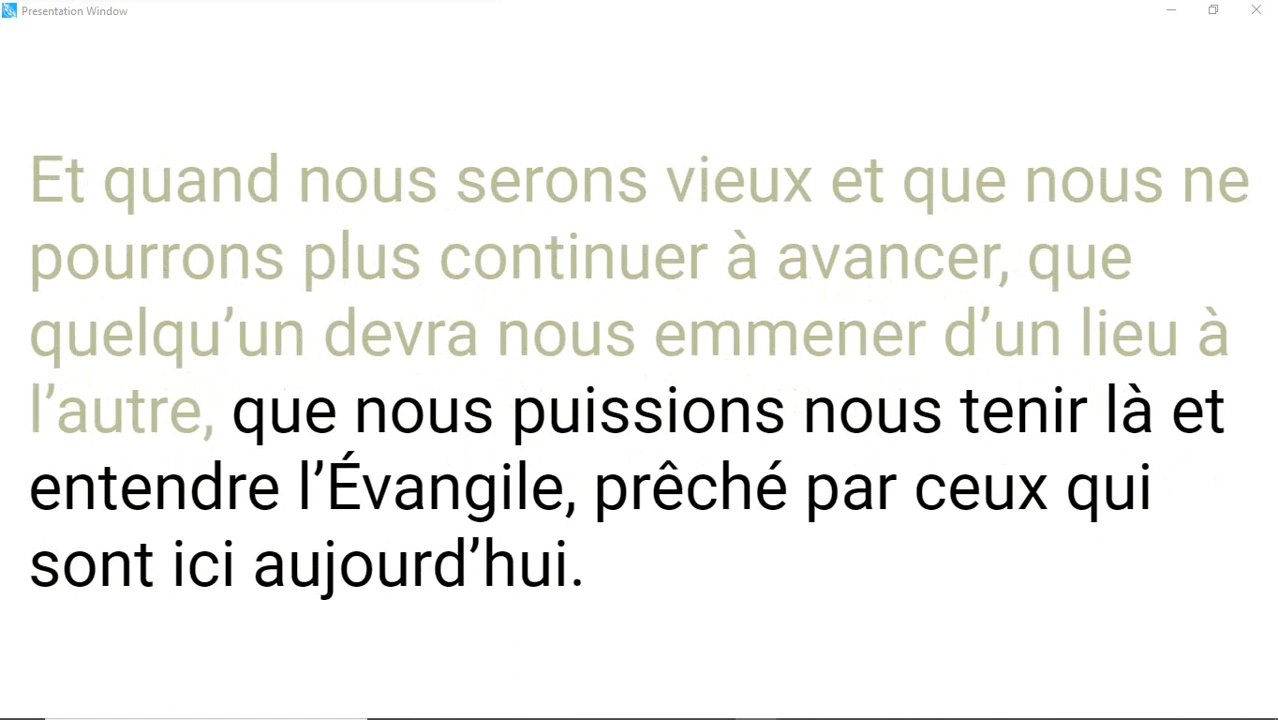 Presentation Window
Et quand nous serons vieux et que nous ne
pourrons plus continuer à avancer, que
quelqu’un devra nous emmener d’un lieu à
l’autre, que nous puissions nous tenir là et
entendre l’Évangile, prêché par ceux qui
sont ici aujourd’hui.